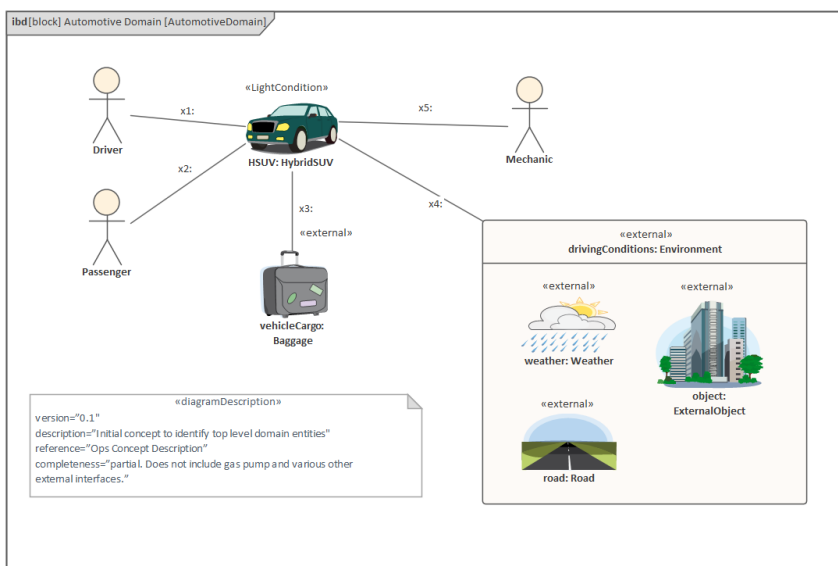 ibd[block] Automotive Domain [AutomotiveDomain]
«LightCondition»
x1:
x5:
Driver
HSUV: HybridSUV
Mechanic
x2:
x3:
x4:
Passenger
«external»
vehicleCargo:
Baggage
«external»
drivingConditions: Environment
«external»
weather: Weather
«external»
object:
ExternalObject
«external»
road: Road
«diagramDescription»
version="0.1"
description="Initial concept to identify top level domain entities"
reference="Ops Concept Description"
completeness="partial. Does not include gas pump and various other
external interfaces."